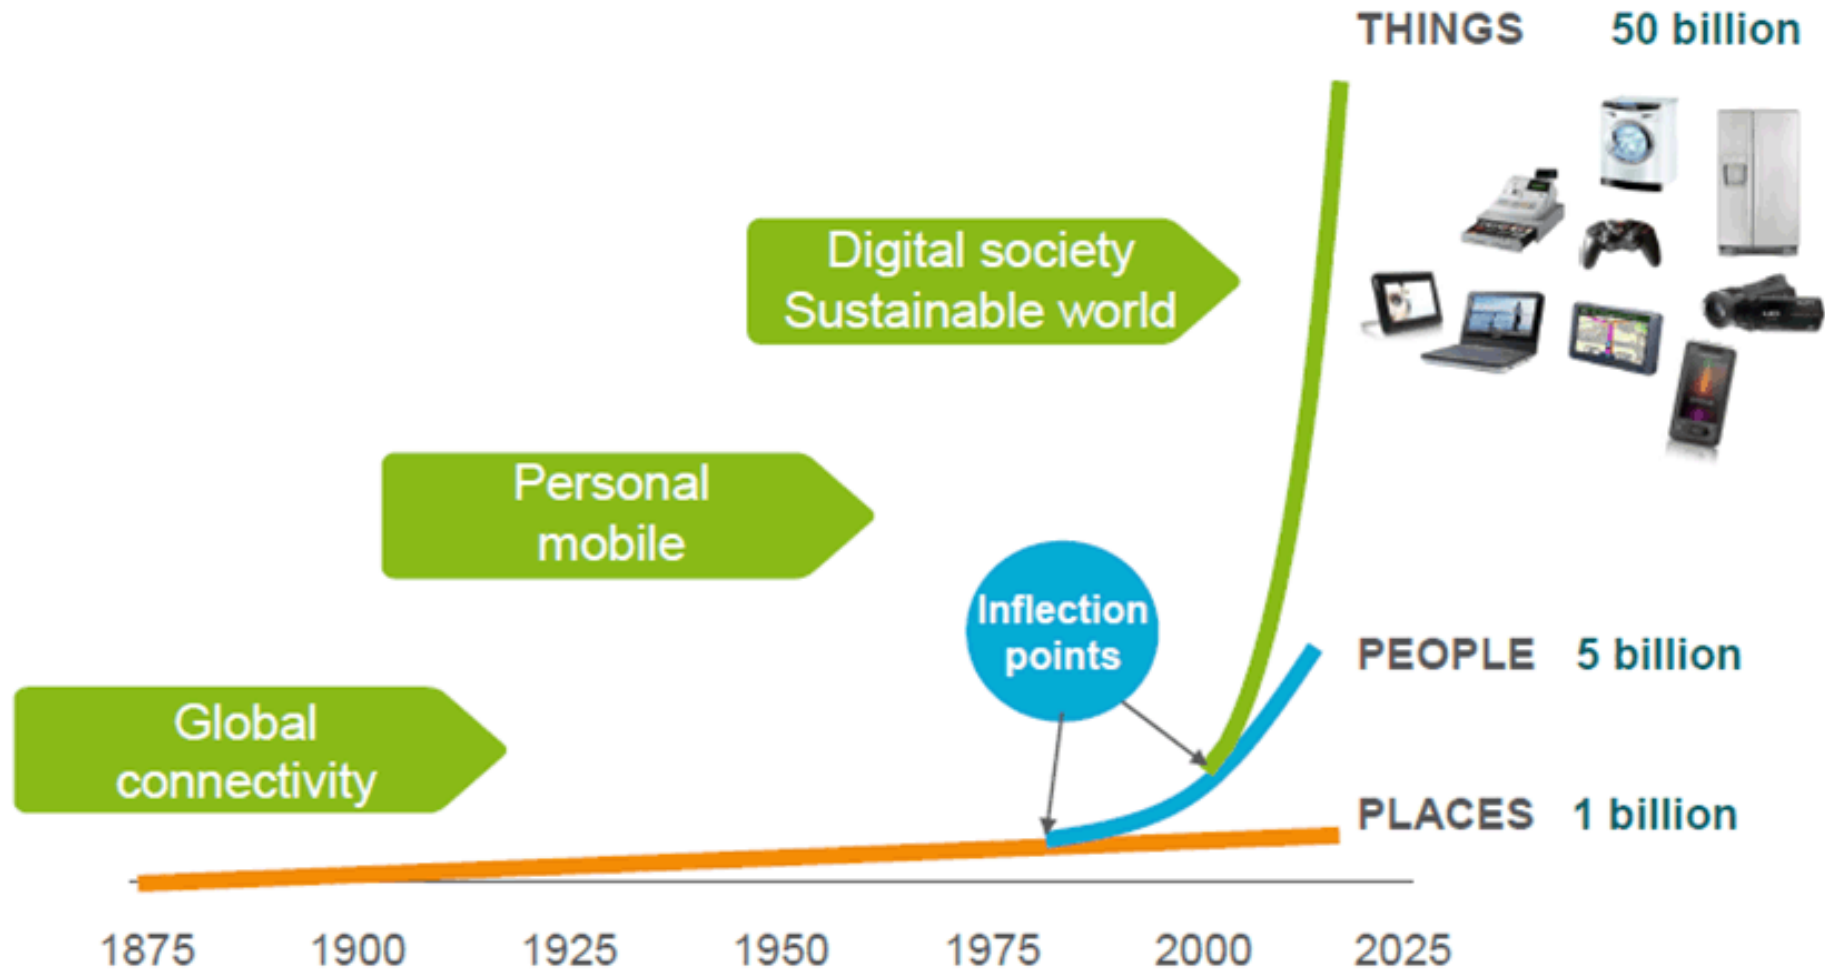 THINGS 50 billion
Digital society
Sustainable world
Personal
mobile
Inflection
points
PEOPLE 5 billion
Global
connectivity
PLACES 1 billion
1875 1900 1925 1950 1975 2000 2025